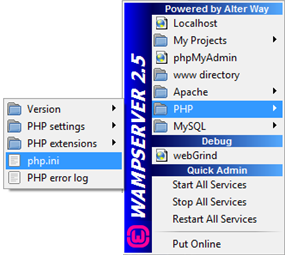 Powered by Alter Way
Localhost
My Projects
phpMyAdmin
www directory
Apache
PHP
MySQL
Debug
webGrind
Quick Admin
Start All Services
Stop All Services
Restart All Services
Put Online
WAMPSERVER 2.5
Version
PHP settings
PHP extensions
php.ini
PHP error log